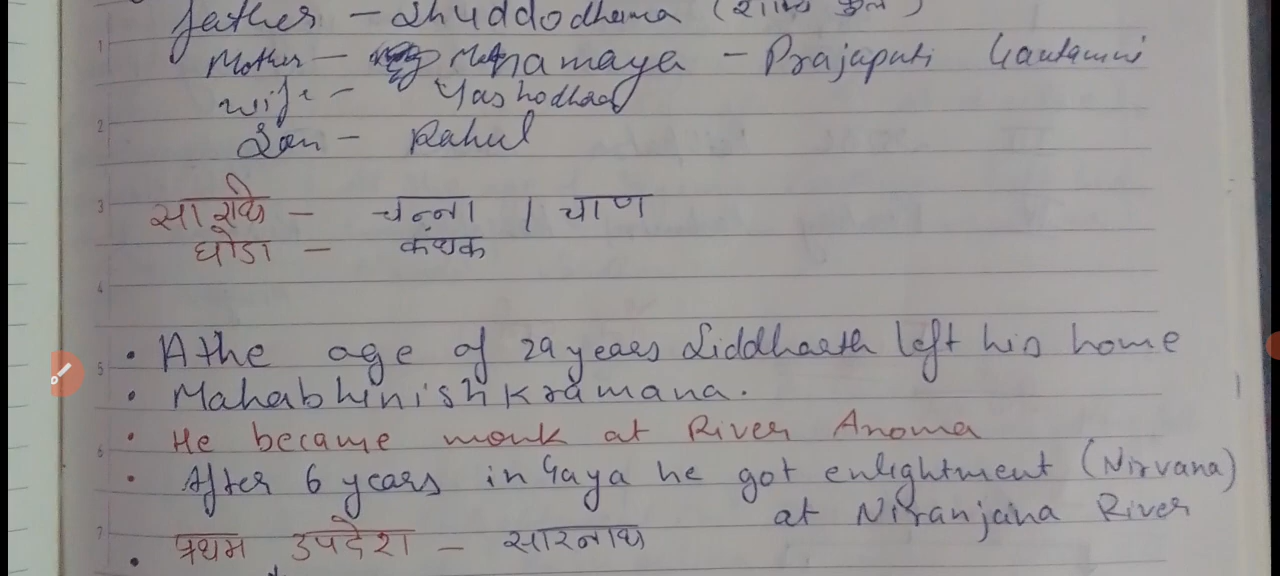 father - Shuddodhana (शाक्य कुल)
Mother - Mahamaya - Prajapati Gautami
wife - Yashodhara
Son - Rahul
सारथि - चन्ना / चाण
घोडा - कंथक
• At the age of 29 years Siddharth left his home
• Mahabhinishkramana.
• He became monk at River Anoma
• After 6 years in Gaya he got enlightment (Nirvana)
at Niranjana River
• प्रथम उपदेश - सारनाथ